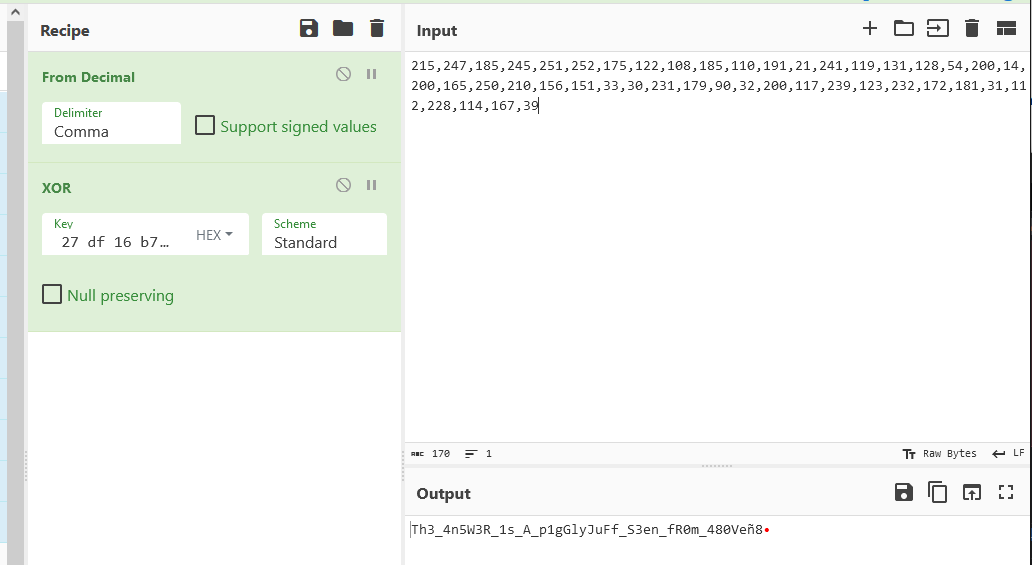 Recipe
From Decimal
Delimiter
Comma
Support signed values
XOR
Key
27 df 16 b7…
HEX
Scheme
Standard
Null preserving
Input
215,247,185,245,251,252,175,122,108,185,110,191,21,241,119,131,128,54,200,14,
200,165,250,210,156,151,33,30,231,179,90,32,200,117,239,123,232,172,181,31,11
2,228,114,167,39
ABC 170 1
Raw Bytes LF
Output
Th3_4n5W3R_1s_A_p1gGlyJuFf_S3en_fR0m_480Veñ8•